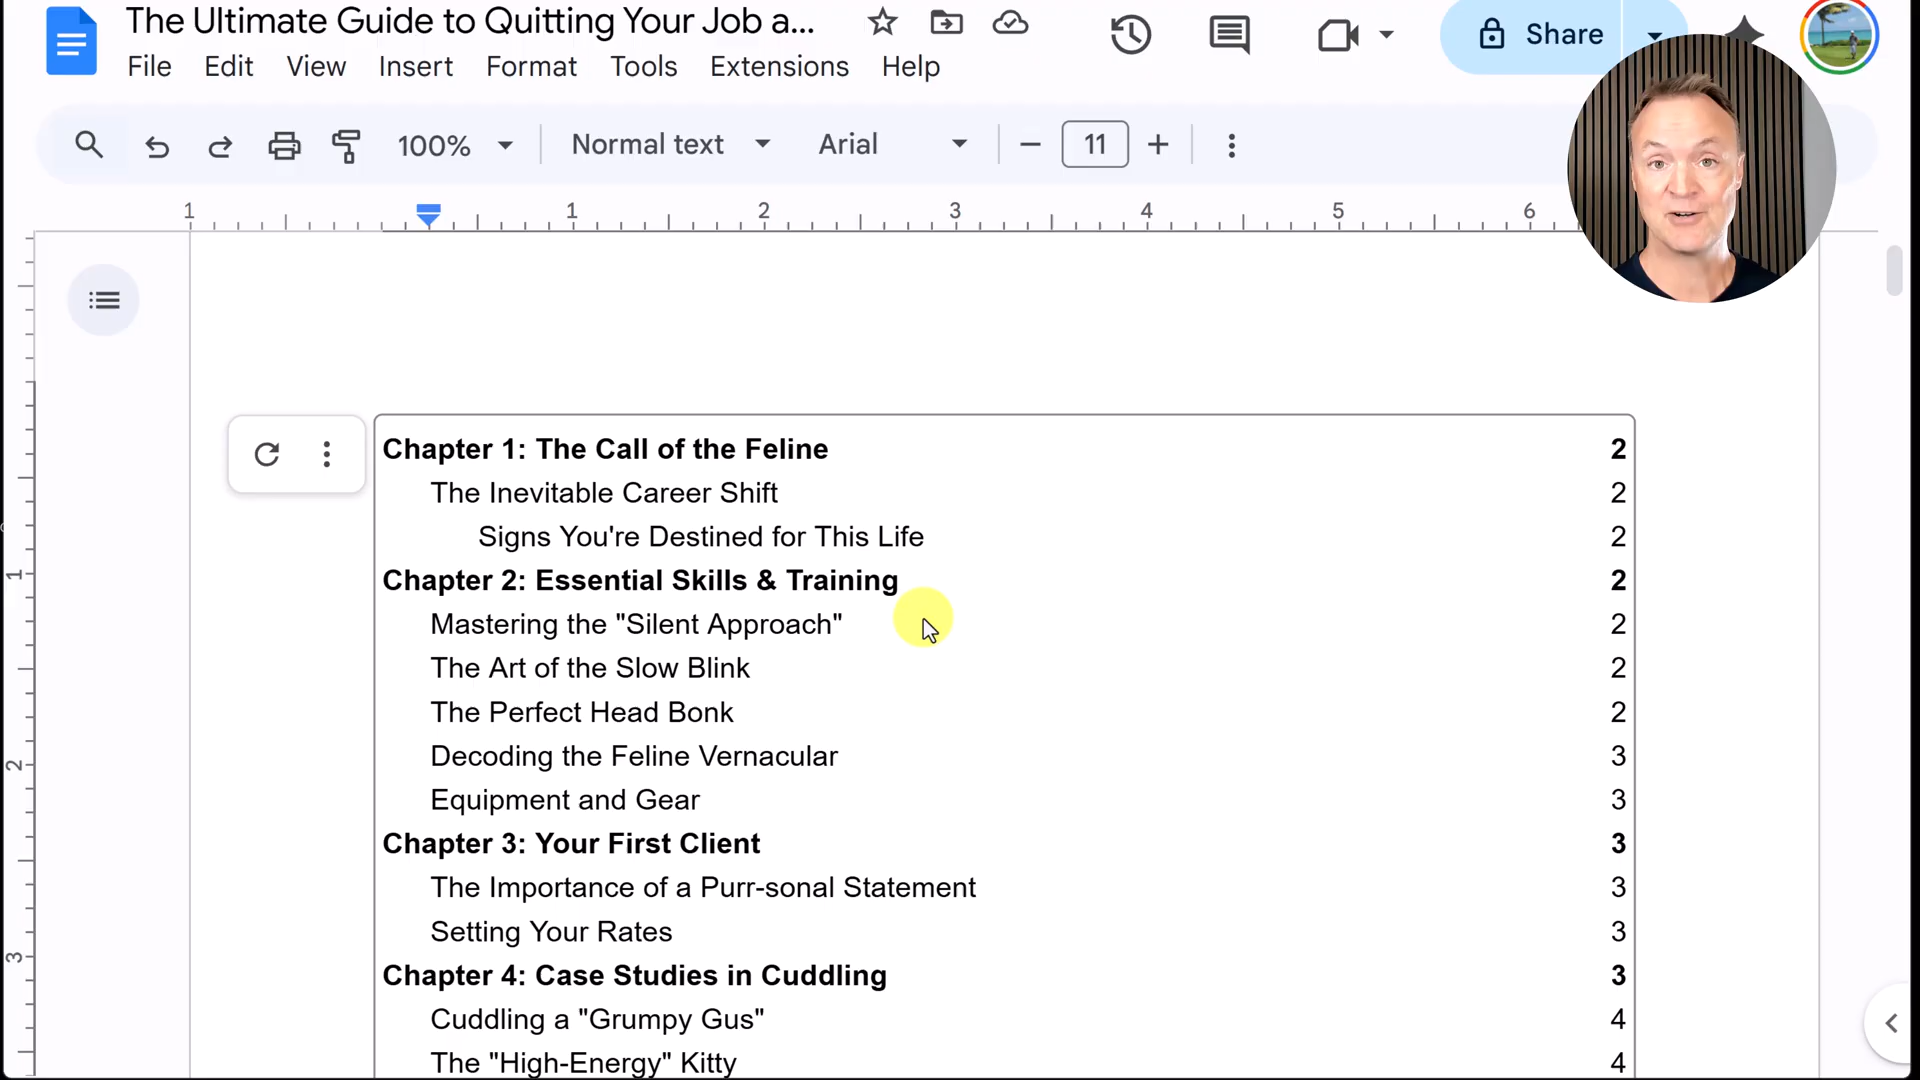 The Ultimate Guide to Quitting Your Job a...
Share
File Edit View Insert Format Tools Extensions Help
100% Normal text Arial 11
1 1 2 3 4 5 6
Chapter 1: The Call of the Feline 2
The Inevitable Career Shift 2
Signs You're Destined for This Life 2
1
Chapter 2: Essential Skills & Training 2
Mastering the "Silent Approach" 2
The Art of the Slow Blink 2
The Perfect Head Bonk 2
2
Decoding the Feline Vernacular 3
Equipment and Gear 3
Chapter 3: Your First Client 3
The Importance of a Purr-sonal Statement 3
Setting Your Rates 3
3
Chapter 4: Case Studies in Cuddling 3
Cuddling a "Grumpy Gus" 4
The "High-Energy" Kitty 4